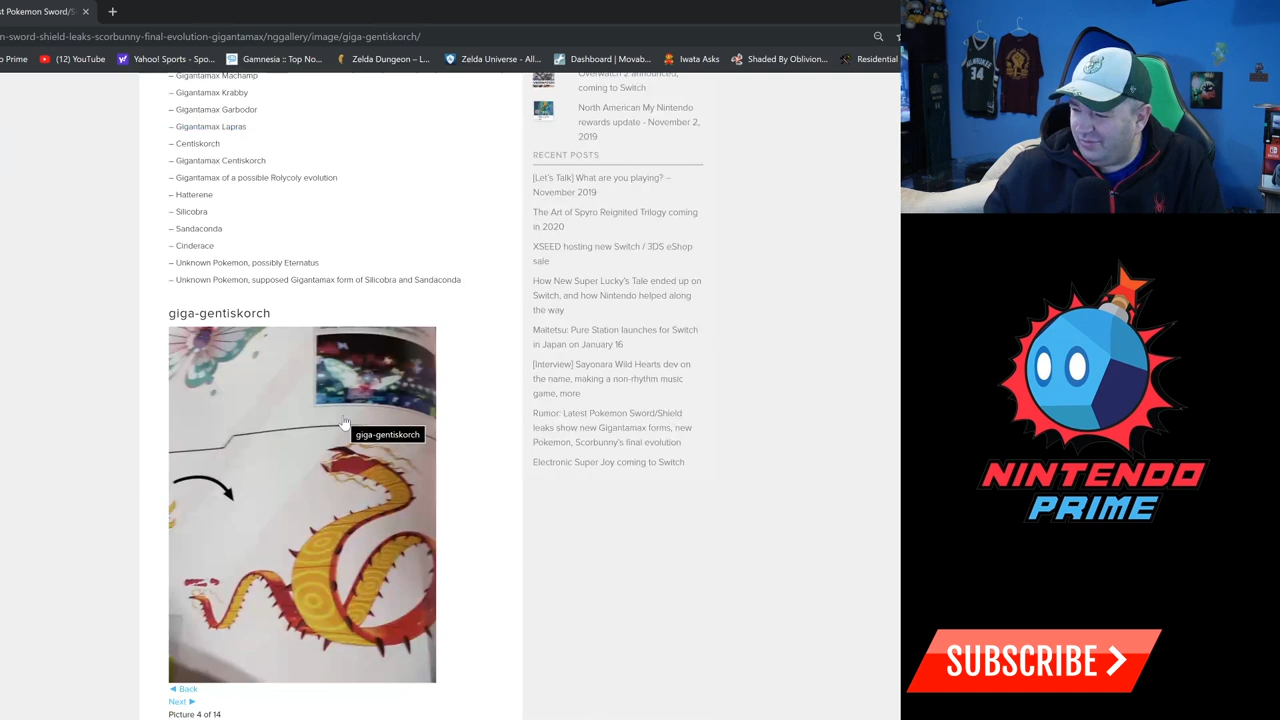 st Pokemon Sword/S
n-sword-shield-leaks-scorbunny-final-evolution-gigantamax/nggallery/image/giga-gentiskorch/
o Prime
(12) YouTube
Yahoo! Sports - Spo...
Gamnesia :: Top No...
Zelda Dungeon – L...
Zelda Universe - All...
Dashboard | Movab...
Iwata Asks
Shaded By Oblivion...
Residential
– Gigantamax Machamp
– Gigantamax Krabby
– Gigantamax Garbodor
– Gigantamax Lapras
– Centiskorch
– Gigantamax Centiskorch
– Gigantamax of a possible Rolycoly evolution
– Hatterene
– Silicobra
– Sandaconda
– Cinderace
– Unknown Pokemon, possibly Eternatus
– Unknown Pokemon, supposed Gigantamax form of Silicobra and Sandaconda
giga-gentiskorch
giga-gentiskorch
◄ Back
Next ►
Picture 4 of 14
Overwatch 2 announced,
coming to Switch
North American My Nintendo
rewards update - November 2,
2019
RECENT POSTS
[Let's Talk] What are you playing? –
November 2019
The Art of Spyro Reignited Trilogy coming
in 2020
XSEED hosting new Switch / 3DS eShop
sale
How New Super Lucky's Tale ended up on
Switch, and how Nintendo helped along
the way
Maitetsu: Pure Station launches for Switch
in Japan on January 16
[Interview] Sayonara Wild Hearts dev on
the name, making a non-rhythm music
game, more
Rumor: Latest Pokemon Sword/Shield
leaks show new Gigantamax forms, new
Pokemon, Scorbunny's final evolution
Electronic Super Joy coming to Switch
34
NINTENDO
PRIME
SUBSCRIBE